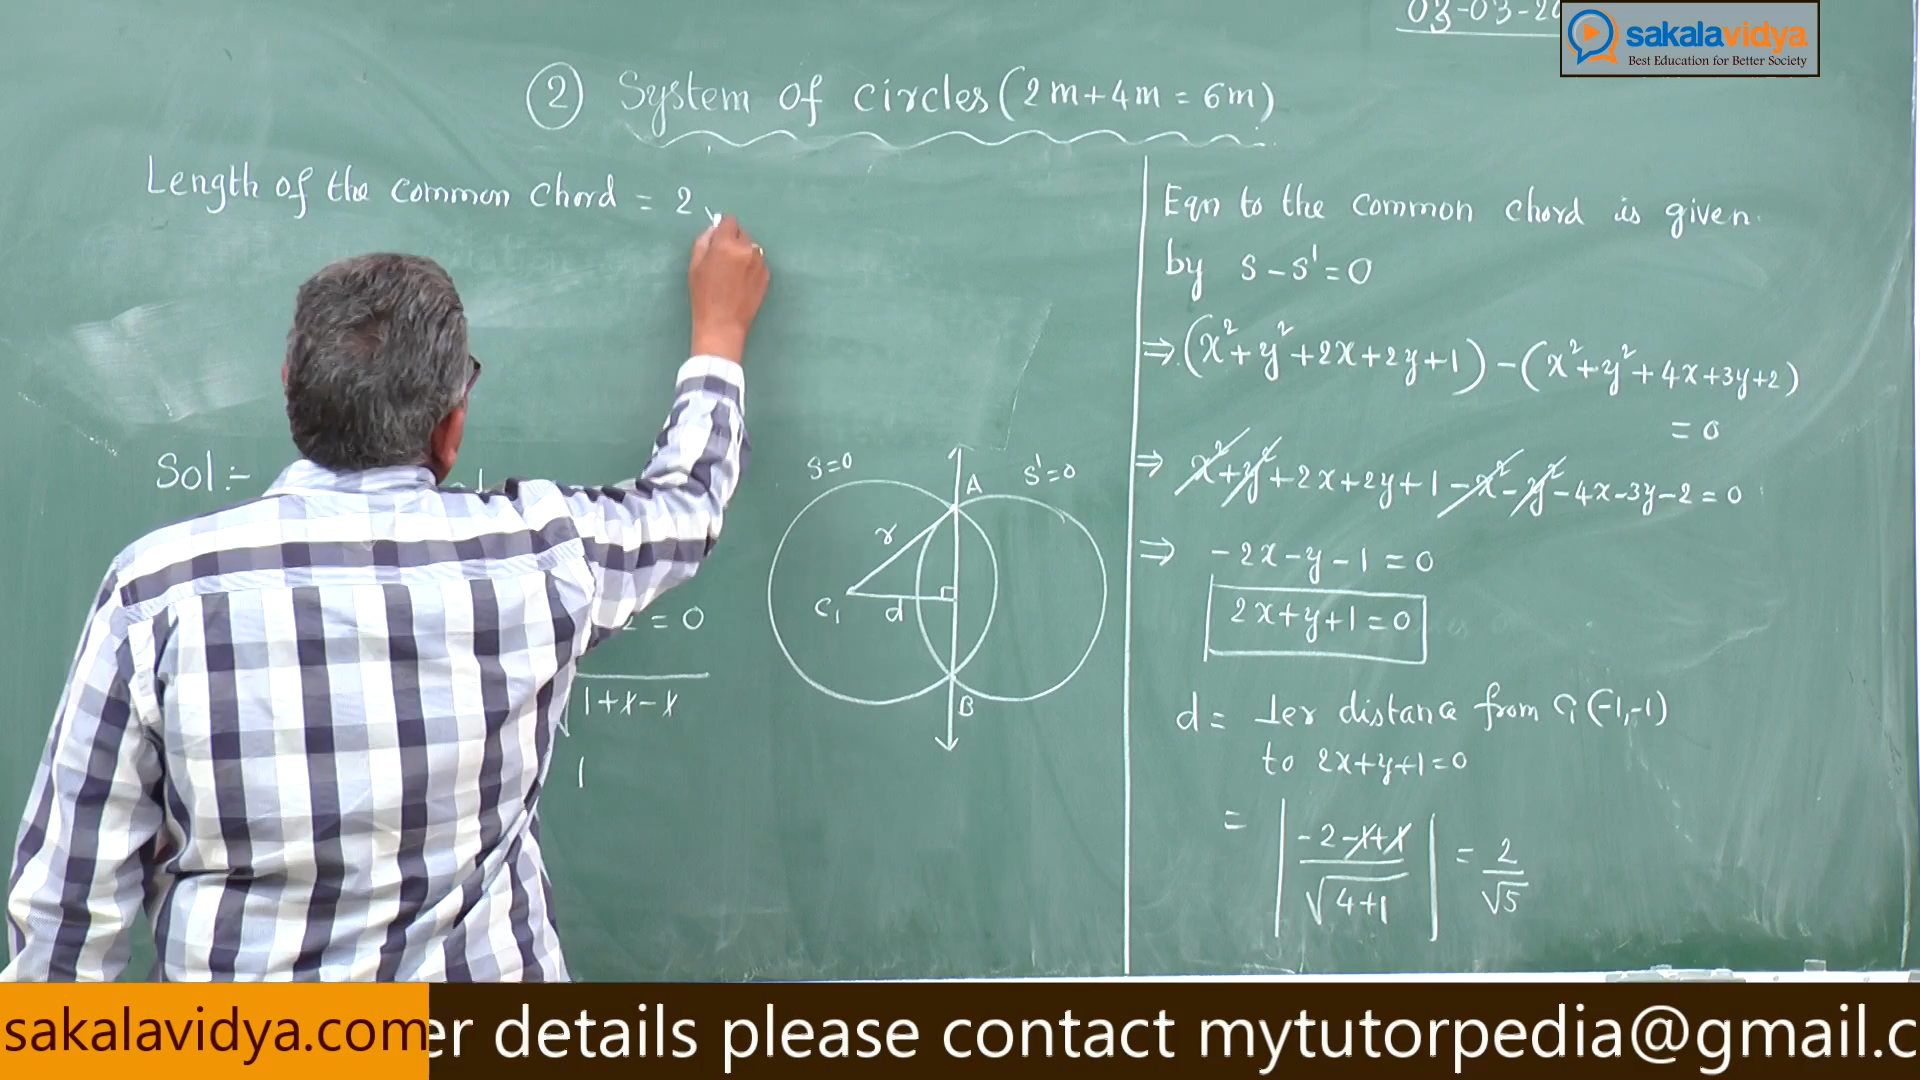 03-03-20
sakalavidya
Best Education for Better Society
② System of circles (2m+4m = 6m)
Length of the common chord = 2
Sol:-
2 = 0
1+1-1
1
S=0
A
S'=0
r
C₁
d
B
Eqn to the common chord is given
by S-S'=0
⇒ (x²+y²+2x+2y+1) - (x²+y²+4x+3y+2)
= 0
⇒ x²+y²+2x+2y+1-x²-y²-4x-3y-2=0
⇒ -2x-y-1=0
2x+y+1=0
d = ⊥er distance from C₁(-1,-1)
to 2x+y+1=0
= |(-2-1+1)/√(4+1)| = 2/√5
sakalavidya.com
er details please contact mytutorpedia@gmail.c